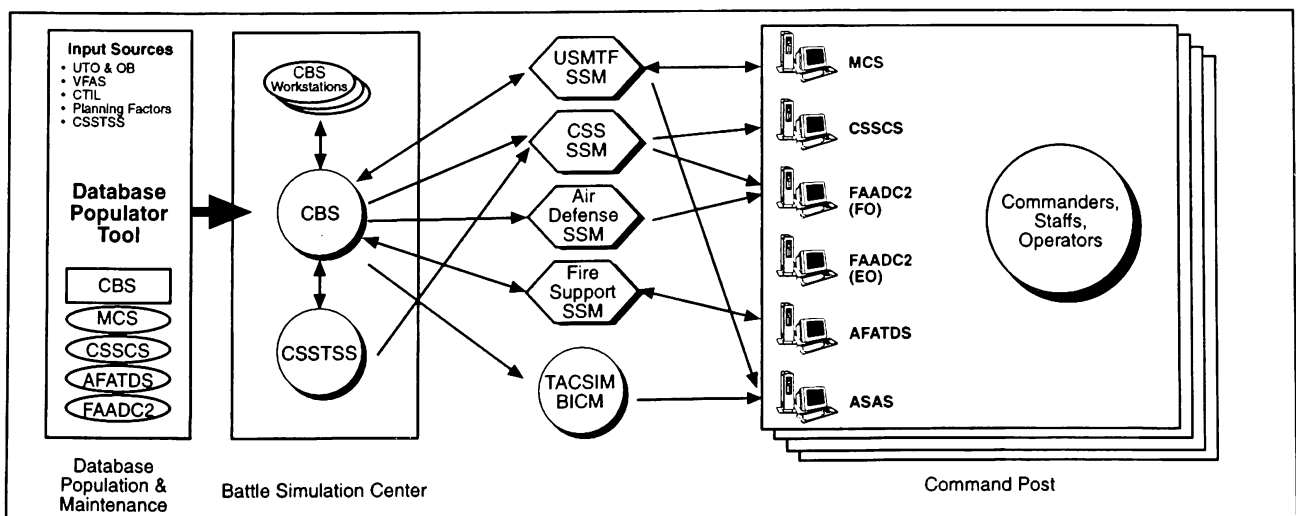 Input Sources
• UTO & OB
• VFAS
• CTIL
• Planning Factors
• CSSTSS
Database
Populator
Tool
CBS
MCS
CSSCS
AFATDS
FAADC2
Database
Population &
Maintenance
CBS
Workstations
CBS
CSSTSS
Battle Simulation Center
USMTF
SSM
CSS
SSM
Air
Defense
SSM
Fire
Support
SSM
TACSIM
BICM
MCS
CSSCS
FAADC2
(FO)
FAADC2
(EO)
AFATDS
ASAS
Commanders,
Staffs,
Operators
Command Post